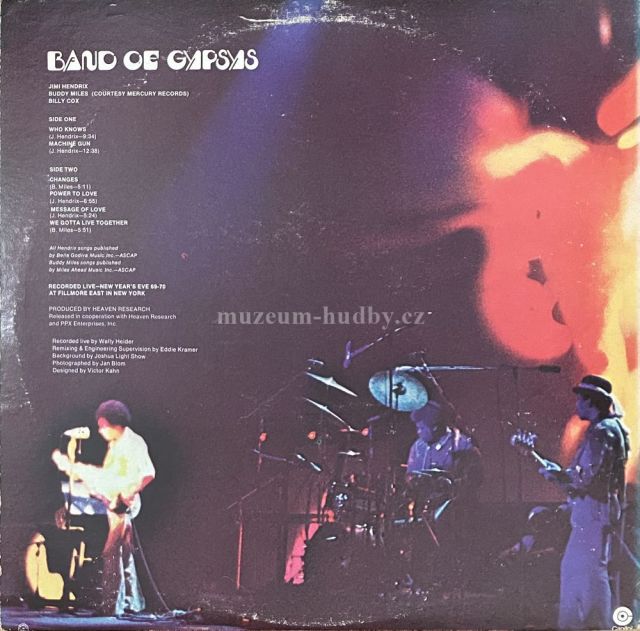 BAND OF GYPSYS
JIMI HENDRIX
BUDDY MILES (COURTESY MERCURY RECORDS)
BILLY COX
SIDE ONE
WHO KNOWS
(J. Hendrix—9:34)
MACHINE GUN
(J. Hendrix—12:38)
SIDE TWO
CHANGES
(B. Miles—5:11)
POWER TO LOVE
(J. Hendrix—6:55)
MESSAGE OF LOVE
(J. Hendrix—5:24)
WE GOTTA LIVE TOGETHER
(B. Miles—5:51)
All Hendrix songs published
by Bella Godiva Music Inc.—ASCAP
Buddy Miles songs published
by Miles Ahead Music Inc.—ASCAP
RECORDED LIVE—NEW YEAR'S EVE 69-70
AT FILLMORE EAST IN NEW YORK
PRODUCED BY HEAVEN RESEARCH
Released in cooperation with Heaven Research
and PPX Enterprises, Inc.
muzeum-hudby.cz
Recorded live by Wally Heider
Remixing & Engineering Supervision by Eddie Kramer
Background by Joshua Light Show
Photographed by Jan Blom
Designed by Victor Kahn
Capitol